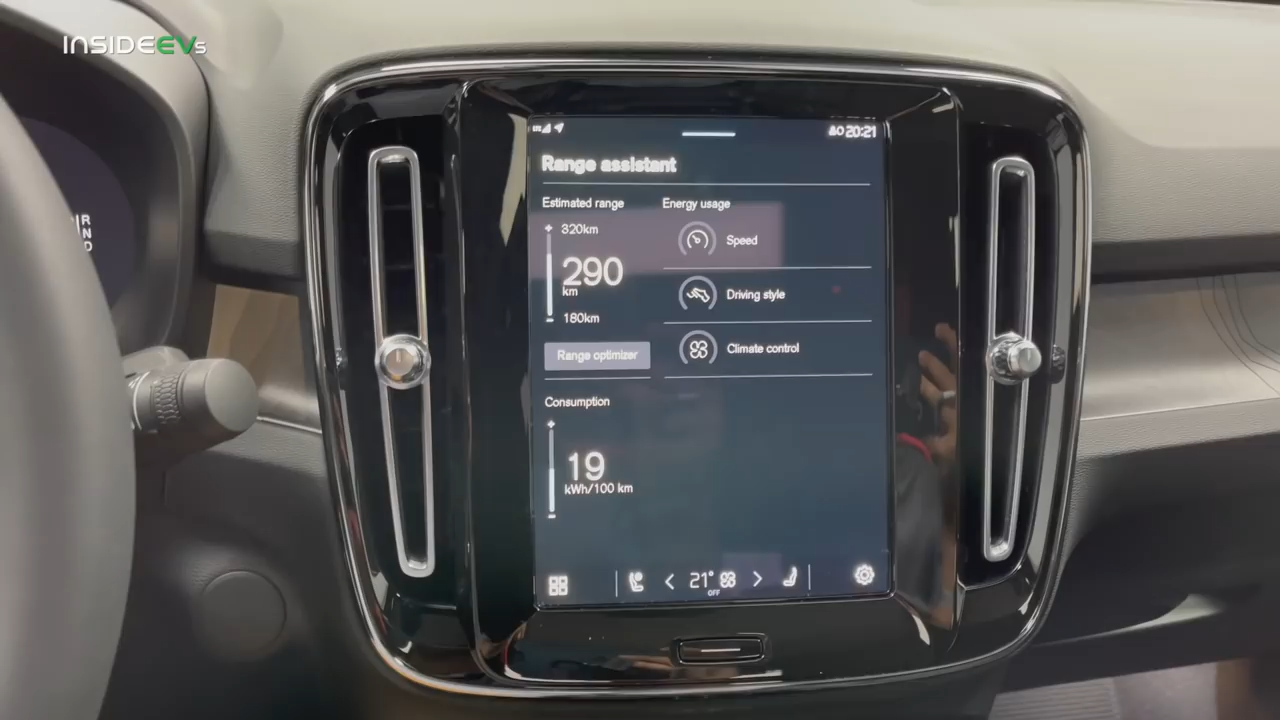 INSIDEEVs
LTE 20:21
Range assistant
Estimated range
Energy usage
320km
Speed
290
km
Driving style
180km
Climate control
Range optimizer
Consumption
19
kWh/100 km
21°
OFF
R
N
D